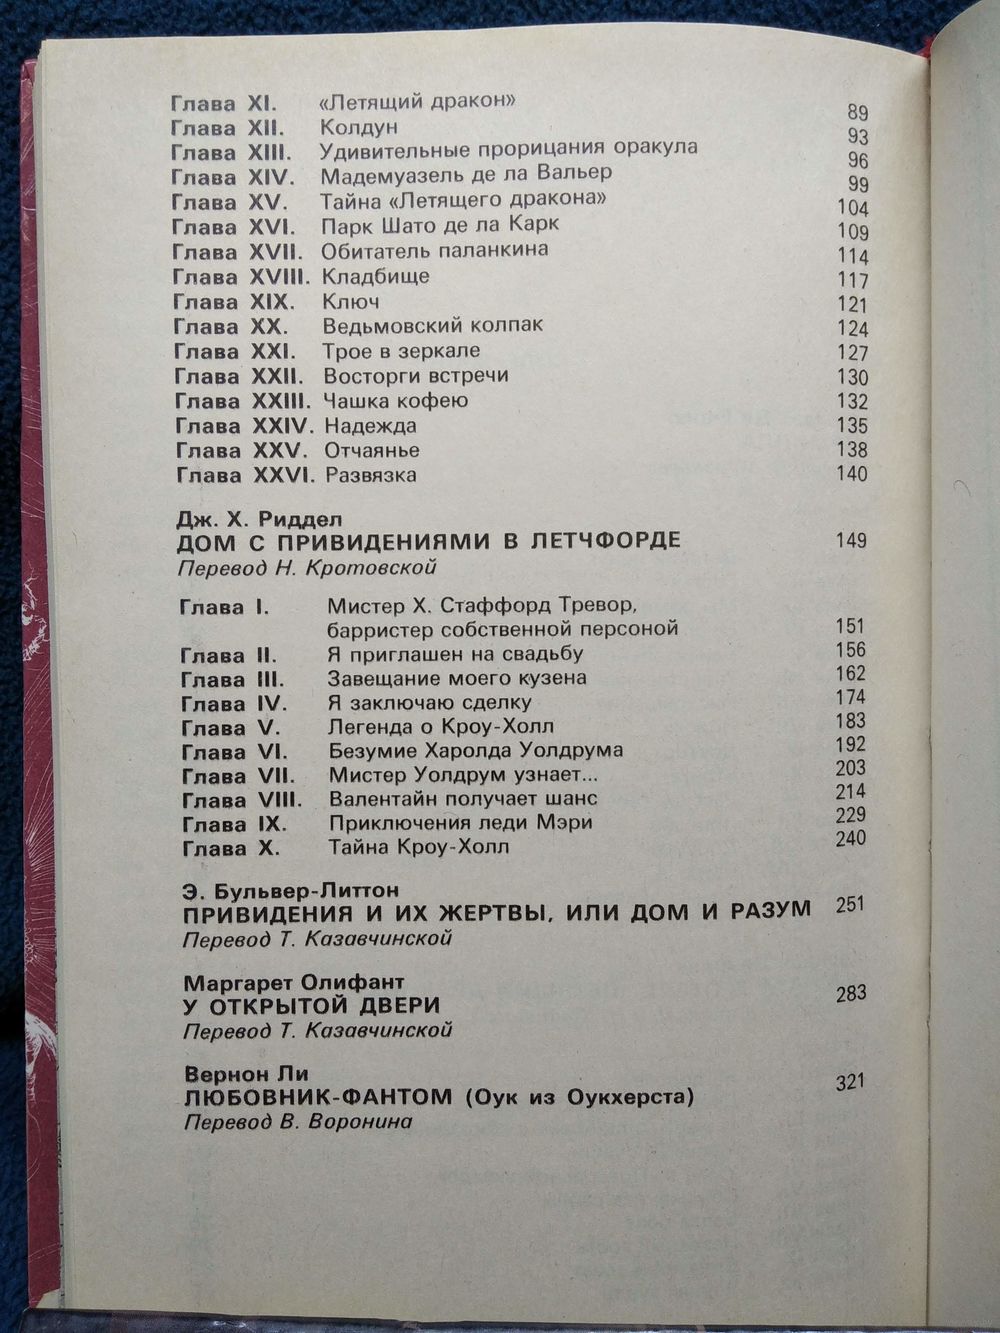 Глава XI. «Летящий дракон» 89
Глава XII. Колдун 93
Глава XIII. Удивительные прорицания оракула 96
Глава XIV. Мадемуазель де ла Вальер 99
Глава XV. Тайна «Летящего дракона» 104
Глава XVI. Парк Шато де ла Карк 109
Глава XVII. Обитатель паланкина 114
Глава XVIII. Кладбище 117
Глава XIX. Ключ 121
Глава XX. Ведьмовский колпак 124
Глава XXI. Трое в зеркале 127
Глава XXII. Восторги встречи 130
Глава XXIII. Чашка кофею 132
Глава XXIV. Надежда 135
Глава XXV. Отчаянье 138
Глава XXVI. Развязка 140
Дж. Х. Риддел
ДОМ С ПРИВИДЕНИЯМИ В ЛЕТЧФОРДЕ 149
Перевод Н. Кротовской
Глава I. Мистер Х. Стаффорд Тревор,
барристер собственной персоной 151
Глава II. Я приглашен на свадьбу 156
Глава III. Завещание моего кузена 162
Глава IV. Я заключаю сделку 174
Глава V. Легенда о Кроу-Холл 183
Глава VI. Безумие Харолда Уолдрума 192
Глава VII. Мистер Уолдрум узнает... 203
Глава VIII. Валентайн получает шанс 214
Глава IX. Приключения леди Мэри 229
Глава X. Тайна Кроу-Холл 240
Э. Бульвер-Литтон
ПРИВИДЕНИЯ И ИХ ЖЕРТВЫ, ИЛИ ДОМ И РАЗУМ 251
Перевод Т. Казавчинской
Маргарет Олифант
У ОТКРЫТОЙ ДВЕРИ 283
Перевод Т. Казавчинской
Вернон Ли
ЛЮБОВНИК-ФАНТОМ (Оук из Оукхерста) 321
Перевод В. Воронина